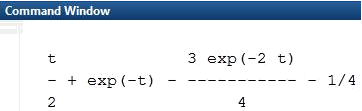 Command Window
t 3 exp(-2 t)
- + exp(-t) - ----------- - 1/4
2 4